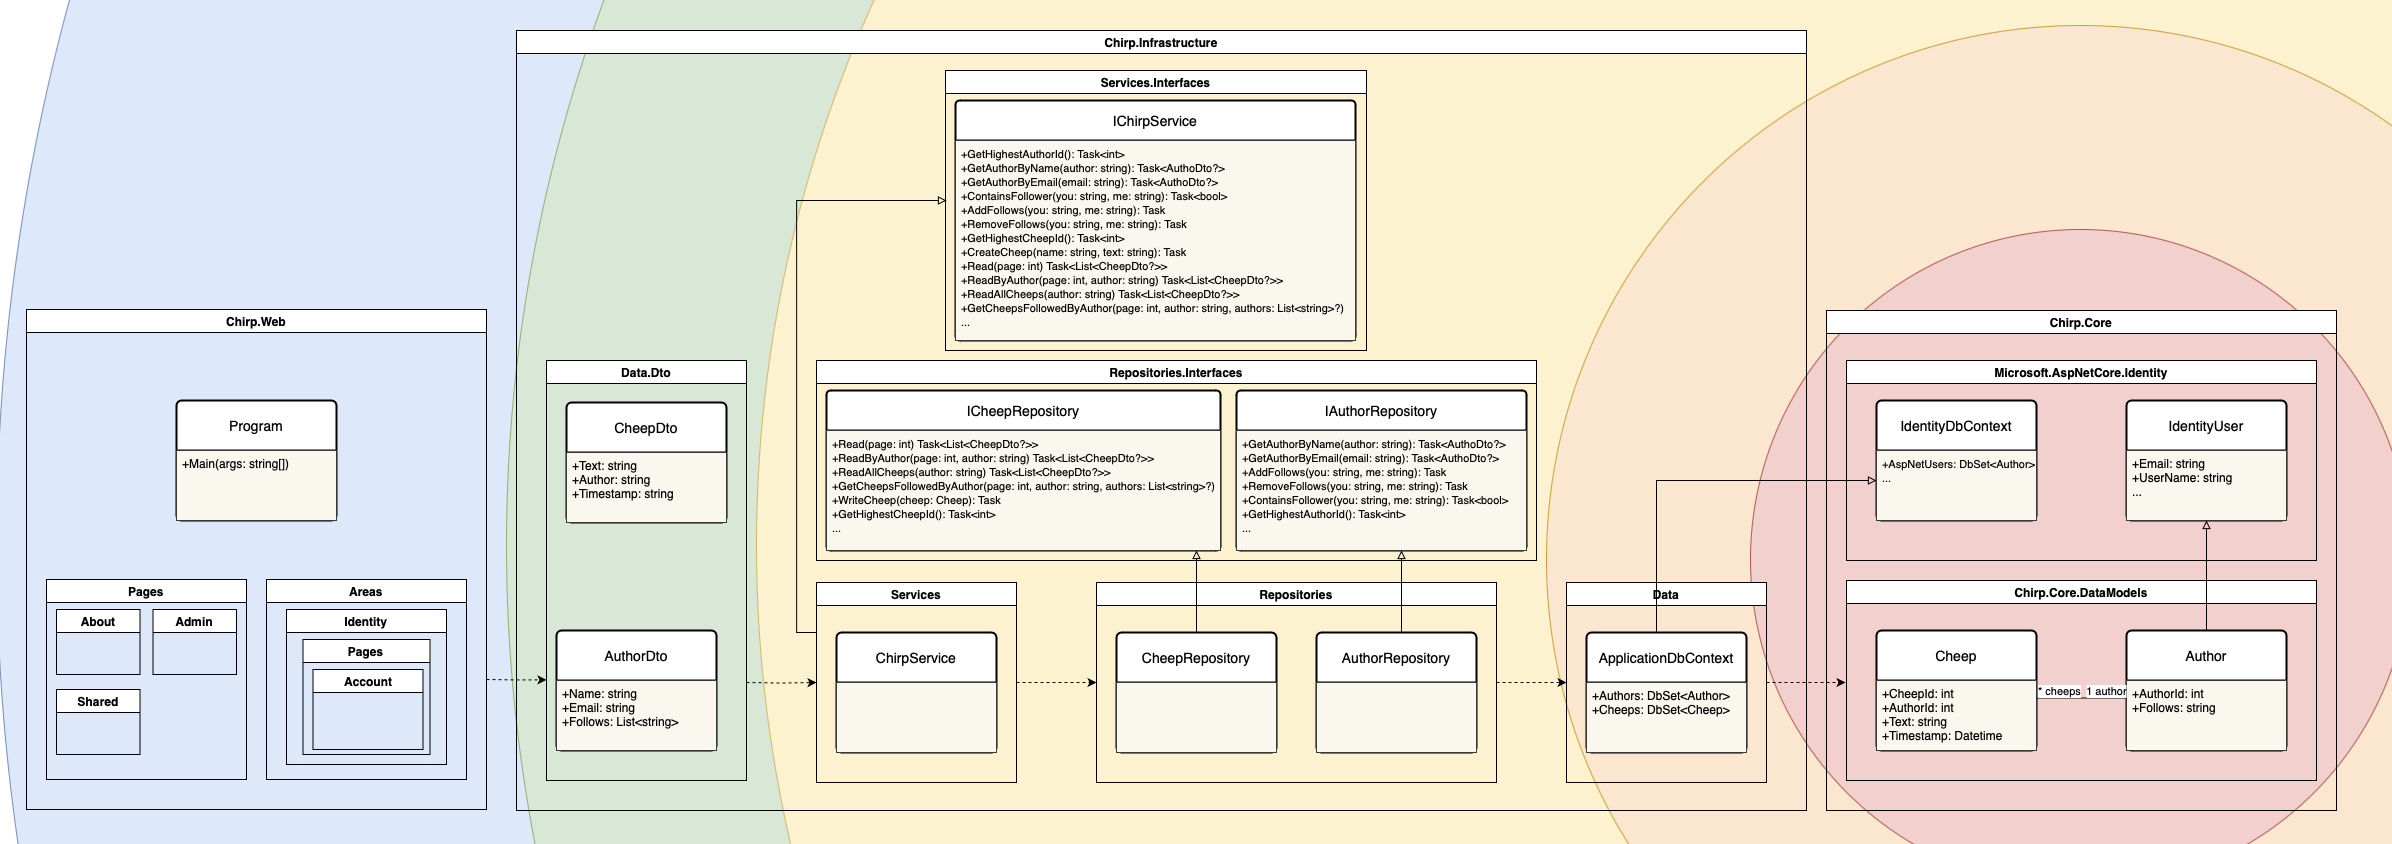 Chirp.Web
Program
+Main(args: string[])
Pages
About
Admin
Shared
Areas
Identity
Pages
Account
Chirp.Infrastructure
Data.Dto
CheepDto
+Text: string
+Author: string
+Timestamp: string
AuthorDto
+Name: string
+Email: string
+Follows: List<string>
Services.Interfaces
IChirpService
+GetHighestAuthorId(): Task<int>
+GetAuthorByName(author: string): Task<AuthoDto?>
+GetAuthorByEmail(email: string): Task<AuthoDto?>
+ContainsFollower(you: string, me: string): Task<bool>
+AddFollows(you: string, me: string): Task
+RemoveFollows(you: string, me: string): Task
+GetHighestCheepId(): Task<int>
+CreateCheep(name: string, text: string): Task
+Read(page: int) Task<List<CheepDto?>>
+ReadByAuthor(page: int, author: string) Task<List<CheepDto?>>
+ReadAllCheeps(author: string) Task<List<CheepDto?>>
+GetCheepsFollowedByAuthor(page: int, author: string, authors: List<string>?)
...
Repositories.Interfaces
ICheepRepository
+Read(page: int) Task<List<CheepDto?>>
+ReadByAuthor(page: int, author: string) Task<List<CheepDto?>>
+ReadAllCheeps(author: string) Task<List<CheepDto?>>
+GetCheepsFollowedByAuthor(page: int, author: string, authors: List<string>?)
+WriteCheep(cheep: Cheep): Task
+GetHighestCheepId(): Task<int>
...
IAuthorRepository
+GetAuthorByName(author: string): Task<AuthoDto?>
+GetAuthorByEmail(email: string): Task<AuthoDto?>
+AddFollows(you: string, me: string): Task
+RemoveFollows(you: string, me: string): Task
+ContainsFollower(you: string, me: string): Task<bool>
+GetHighestAuthorId(): Task<int>
...
Services
ChirpService
Repositories
CheepRepository
AuthorRepository
Data
ApplicationDbContext
+Authors: DbSet<Author>
+Cheeps: DbSet<Cheep>
Chirp.Core
Microsoft.AspNetCore.Identity
IdentityDbContext
+AspNetUsers: DbSet<Author>
...
IdentityUser
+Email: string
+UserName: string
...
Chirp.Core.DataModels
Cheep
+CheepId: int
+AuthorId: int
+Text: string
+Timestamp: Datetime
* cheeps
1 author
Author
+AuthorId: int
+Follows: string